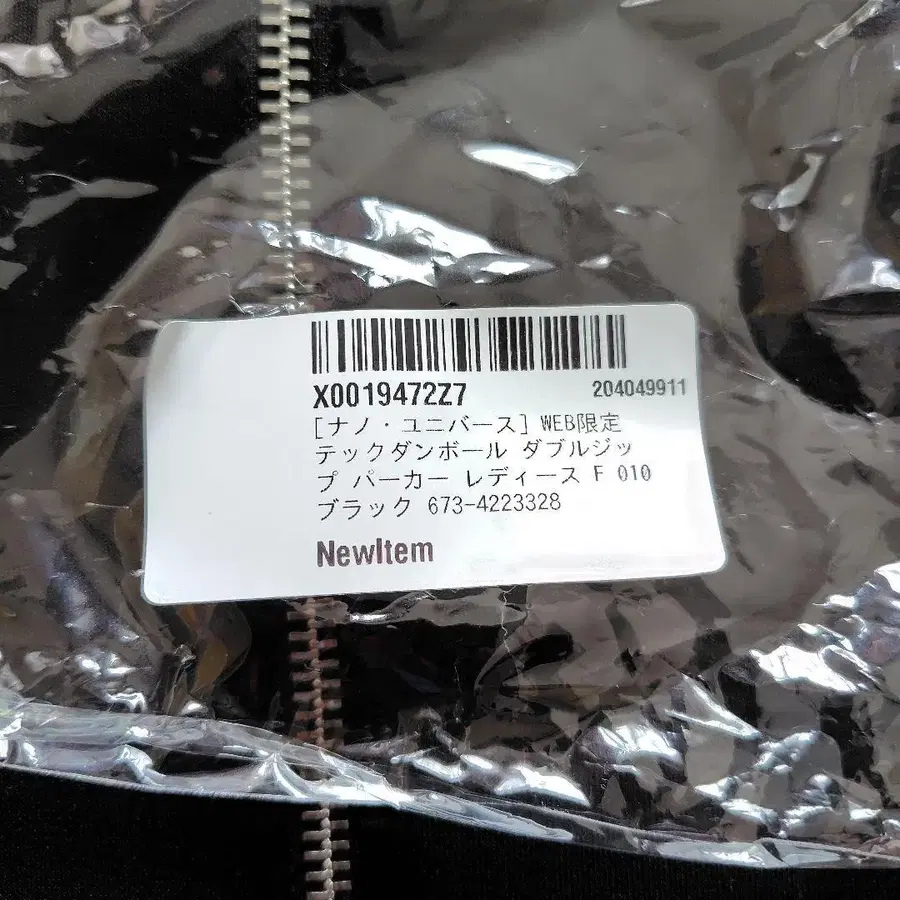 X0019472Z7
204049911
[ナノ・ユニバース] WEB限定
テックダンボール ダブルジッ
プ パーカー レディース F 010
ブラック 673-4223328
NewItem